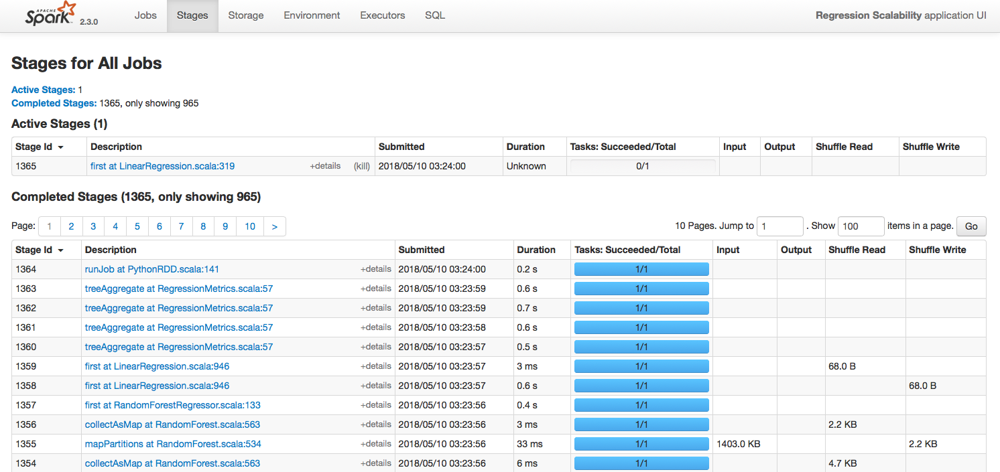 APACHE Spark 2.3.0 Jobs Stages Storage Environment Executors SQL Regression Scalability application UI
Stages for All Jobs
Active Stages: 1
Completed Stages: 1365, only showing 965
Active Stages (1)
Stage Id Description Submitted Duration Tasks: Succeeded/Total Input Output Shuffle Read Shuffle Write
1365 first at LinearRegression.scala:319 +details (kill) 2018/05/10 03:24:00 Unknown 0/1
Completed Stages (1365, only showing 965)
Page: 1 2 3 4 5 6 7 8 9 10 > 10 Pages. Jump to 1 . Show 100 items in a page. Go
Stage Id Description Submitted Duration Tasks: Succeeded/Total Input Output Shuffle Read Shuffle Write
1364 runJob at PythonRDD.scala:141 +details 2018/05/10 03:24:00 0.2 s 1/1
1363 treeAggregate at RegressionMetrics.scala:57 +details 2018/05/10 03:23:59 0.6 s 1/1
1362 treeAggregate at RegressionMetrics.scala:57 +details 2018/05/10 03:23:59 0.7 s 1/1
1361 treeAggregate at RegressionMetrics.scala:57 +details 2018/05/10 03:23:58 0.6 s 1/1
1360 treeAggregate at RegressionMetrics.scala:57 +details 2018/05/10 03:23:57 0.5 s 1/1
1359 first at LinearRegression.scala:946 +details 2018/05/10 03:23:57 3 ms 1/1 68.0 B
1358 first at LinearRegression.scala:946 +details 2018/05/10 03:23:57 0.6 s 1/1 68.0 B
1357 first at RandomForestRegressor.scala:133 +details 2018/05/10 03:23:56 0.4 s 1/1
1356 collectAsMap at RandomForest.scala:563 +details 2018/05/10 03:23:56 3 ms 1/1 2.2 KB
1355 mapPartitions at RandomForest.scala:534 +details 2018/05/10 03:23:56 33 ms 1/1 1403.0 KB 2.2 KB
1354 collectAsMap at RandomForest.scala:563 +details 2018/05/10 03:23:56 6 ms 1/1 4.7 KB